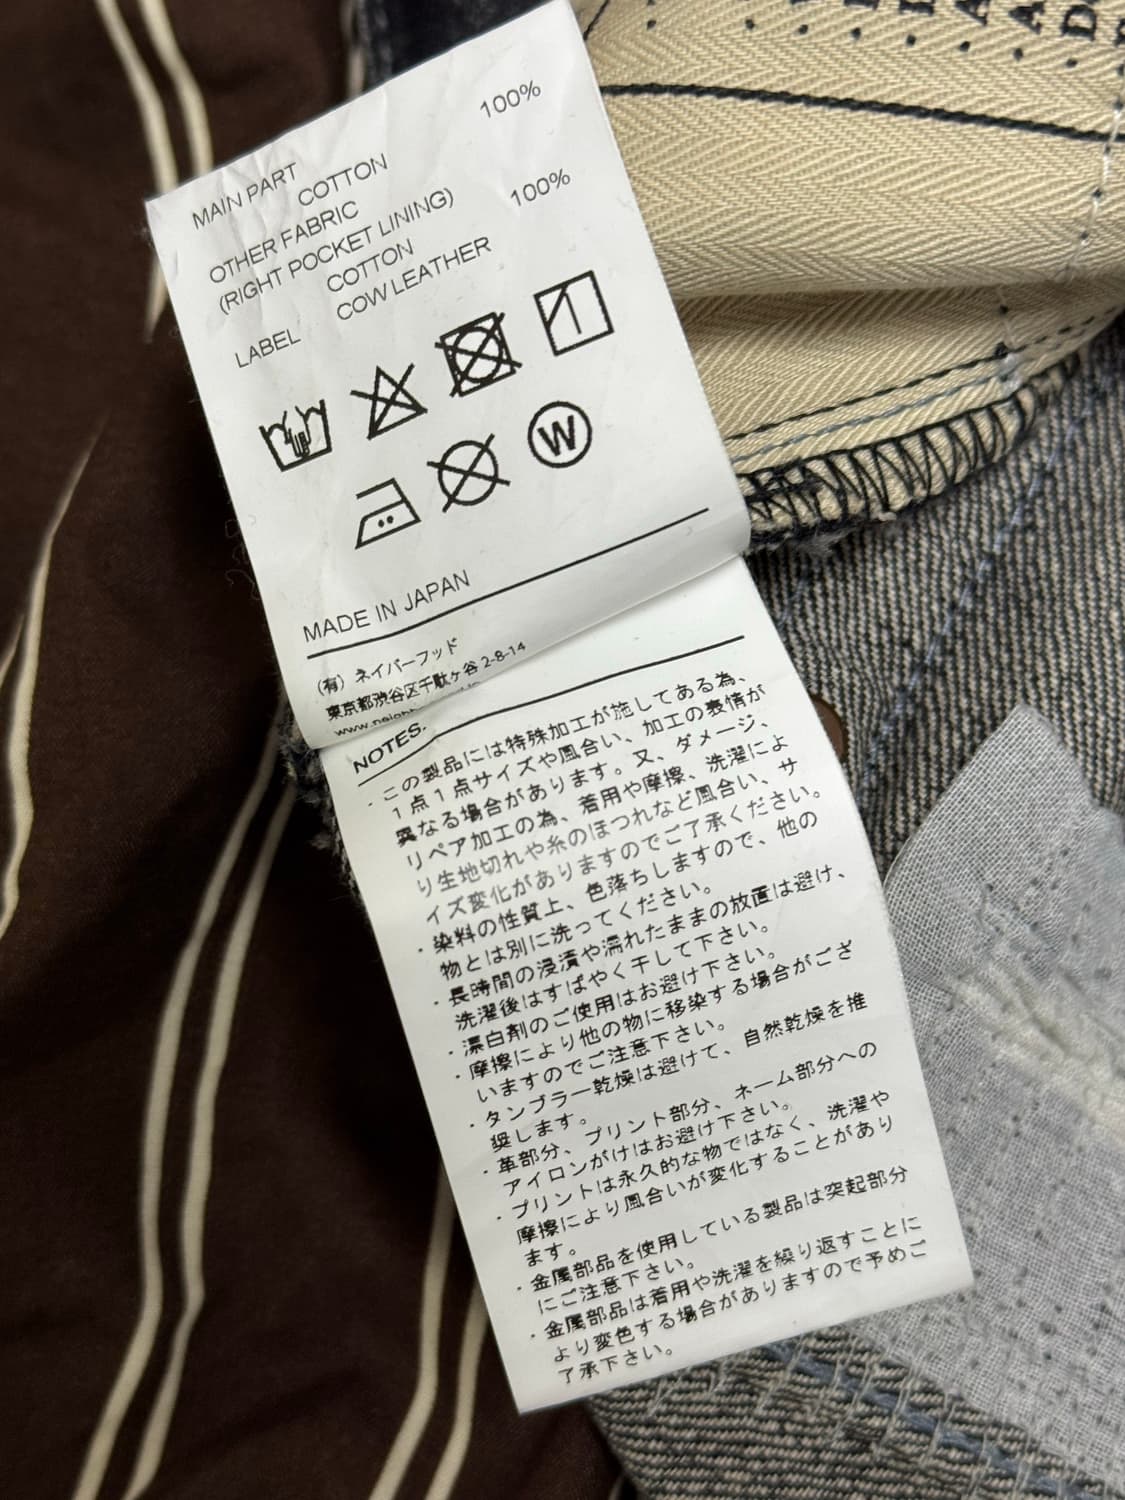 MAIN PART
COTTON 100%
OTHER FABRIC
(RIGHT POCKET LINING)
COTTON 100%
LABEL COW LEATHER
W
MADE IN JAPAN
(有) ネイバーフッド
東京都渋谷区千駄ヶ谷 2-8-14
NOTES.
・この製品には特殊加工が施してある為、
1点1点サイズや風合い、加工の表情が
異なる場合があります。又、ダメージ、
リペア加工の為、着用や摩擦、洗濯によ
り生地切れや糸のほつれなど風合い、サ
イズ変化がありますのでご了承ください。
・染料の性質上、色落ちしますので、他の
物とは別に洗ってください。
・長時間の浸漬や濡れたままの放置は避け、
洗濯後はすばやく干して下さい。
・漂白剤のご使用はお避け下さい。
・摩擦により他の物に移染する場合がござ
いますのでご注意下さい。
・タンブラー乾燥は避けて、自然乾燥を推
奨します。
・革部分、プリント部分、ネーム部分への
アイロンがけはお避け下さい。
・プリントは永久的な物ではなく、洗濯や
摩擦により風合いが変化することがあり
ます。
・金属部品を使用している製品は突起部分
にご注意下さい。
・金属部品は着用や洗濯を繰り返すことに
より変色する場合がありますので予めご
了承下さい。